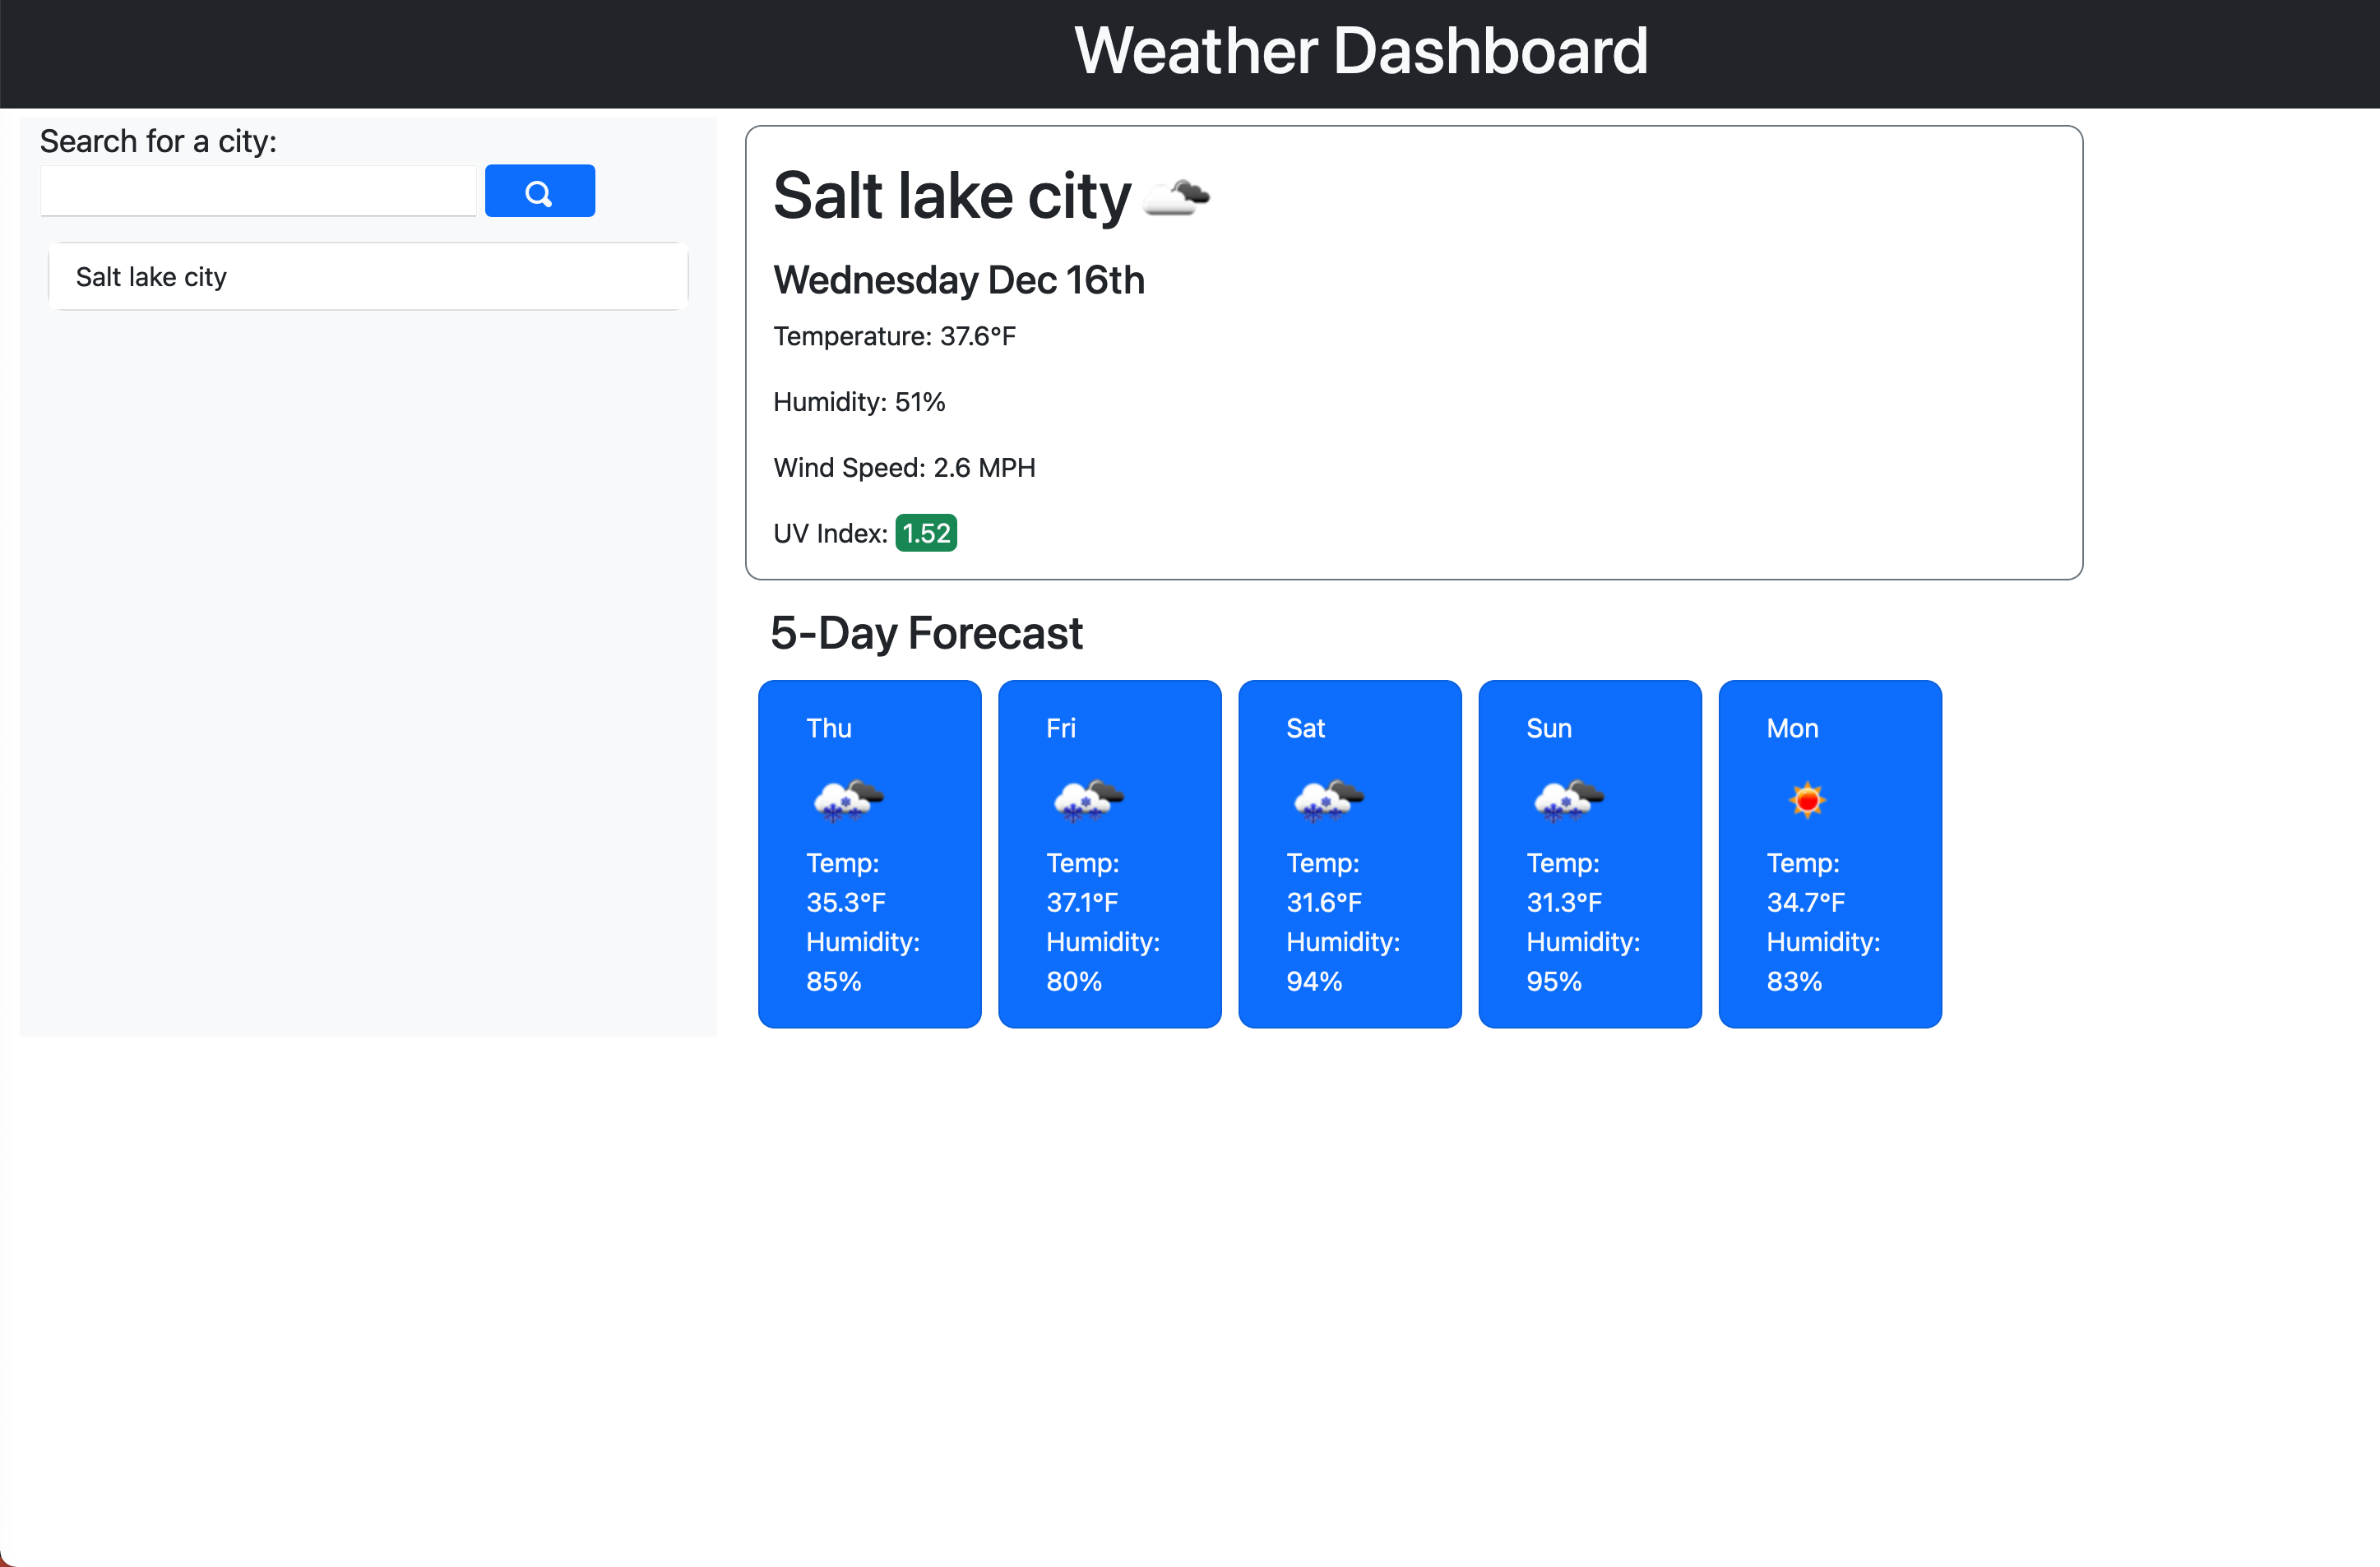 Weather Dashboard
Search for a city:
Salt lake city
Salt lake city
Wednesday Dec 16th
Temperature: 37.6°F
Humidity: 51%
Wind Speed: 2.6 MPH
UV Index: 1.52
5-Day Forecast
Thu
Temp:
35.3°F
Humidity:
85%
Fri
Temp:
37.1°F
Humidity:
80%
Sat
Temp:
31.6°F
Humidity:
94%
Sun
Temp:
31.3°F
Humidity:
95%
Mon
Temp:
34.7°F
Humidity:
83%